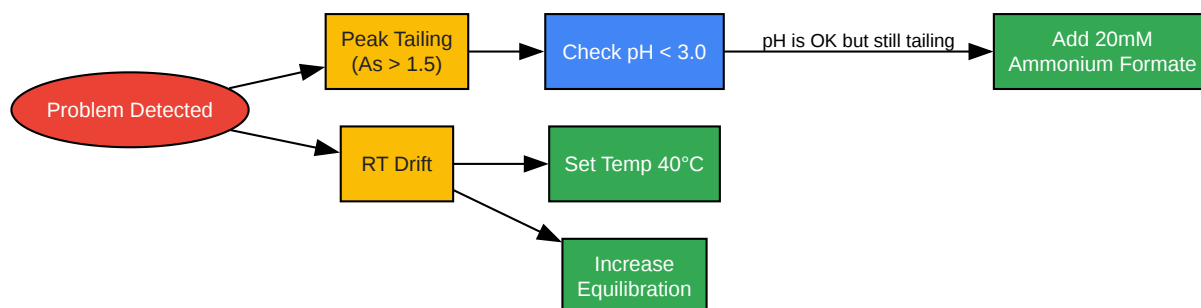 Problem Detected
Peak Tailing
(As > 1.5)
Check pH < 3.0
pH is OK but still tailing
Add 20mM
Ammonium Formate
RT Drift
Set Temp 40°C
Increase
Equilibration